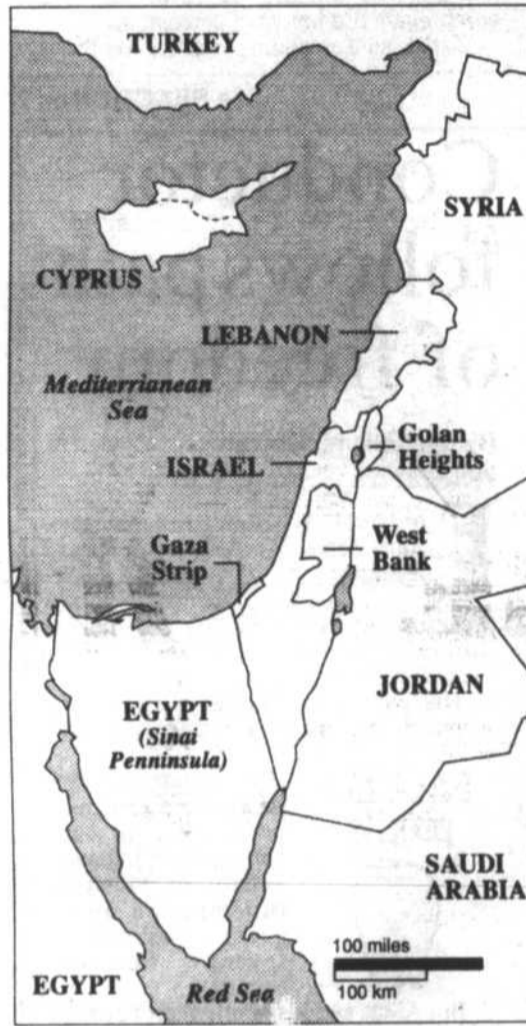 TURKEY
SYRIA
CYPRUS
LEBANON
Mediterrianean
Sea
Golan
Heights
ISRAEL
Gaza
Strip
West
Bank
JORDAN
EGYPT
(Sinai
Penninsula)
SAUDI
ARABIA
100 miles
100 km
EGYPT
Red Sea